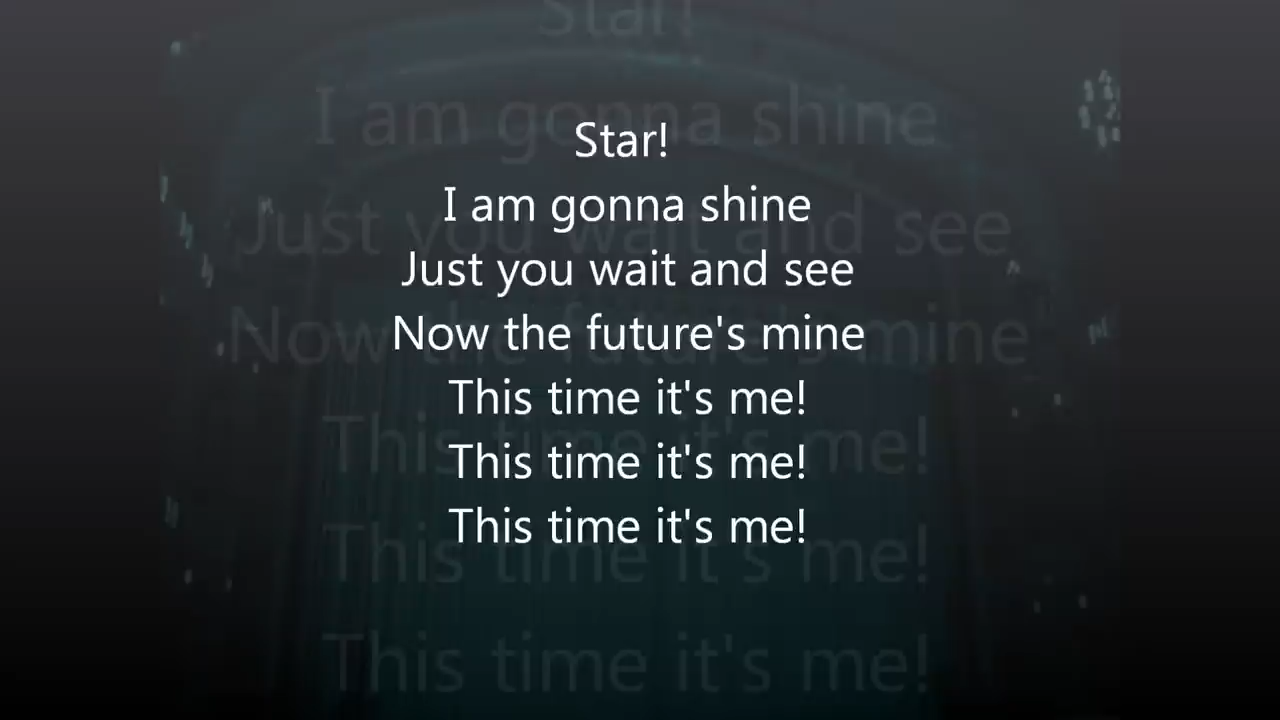 Star!
I am gonna shine
Just you wait and see
Now the future's mine
This time it's me!
This time it's me!
This time it's me!